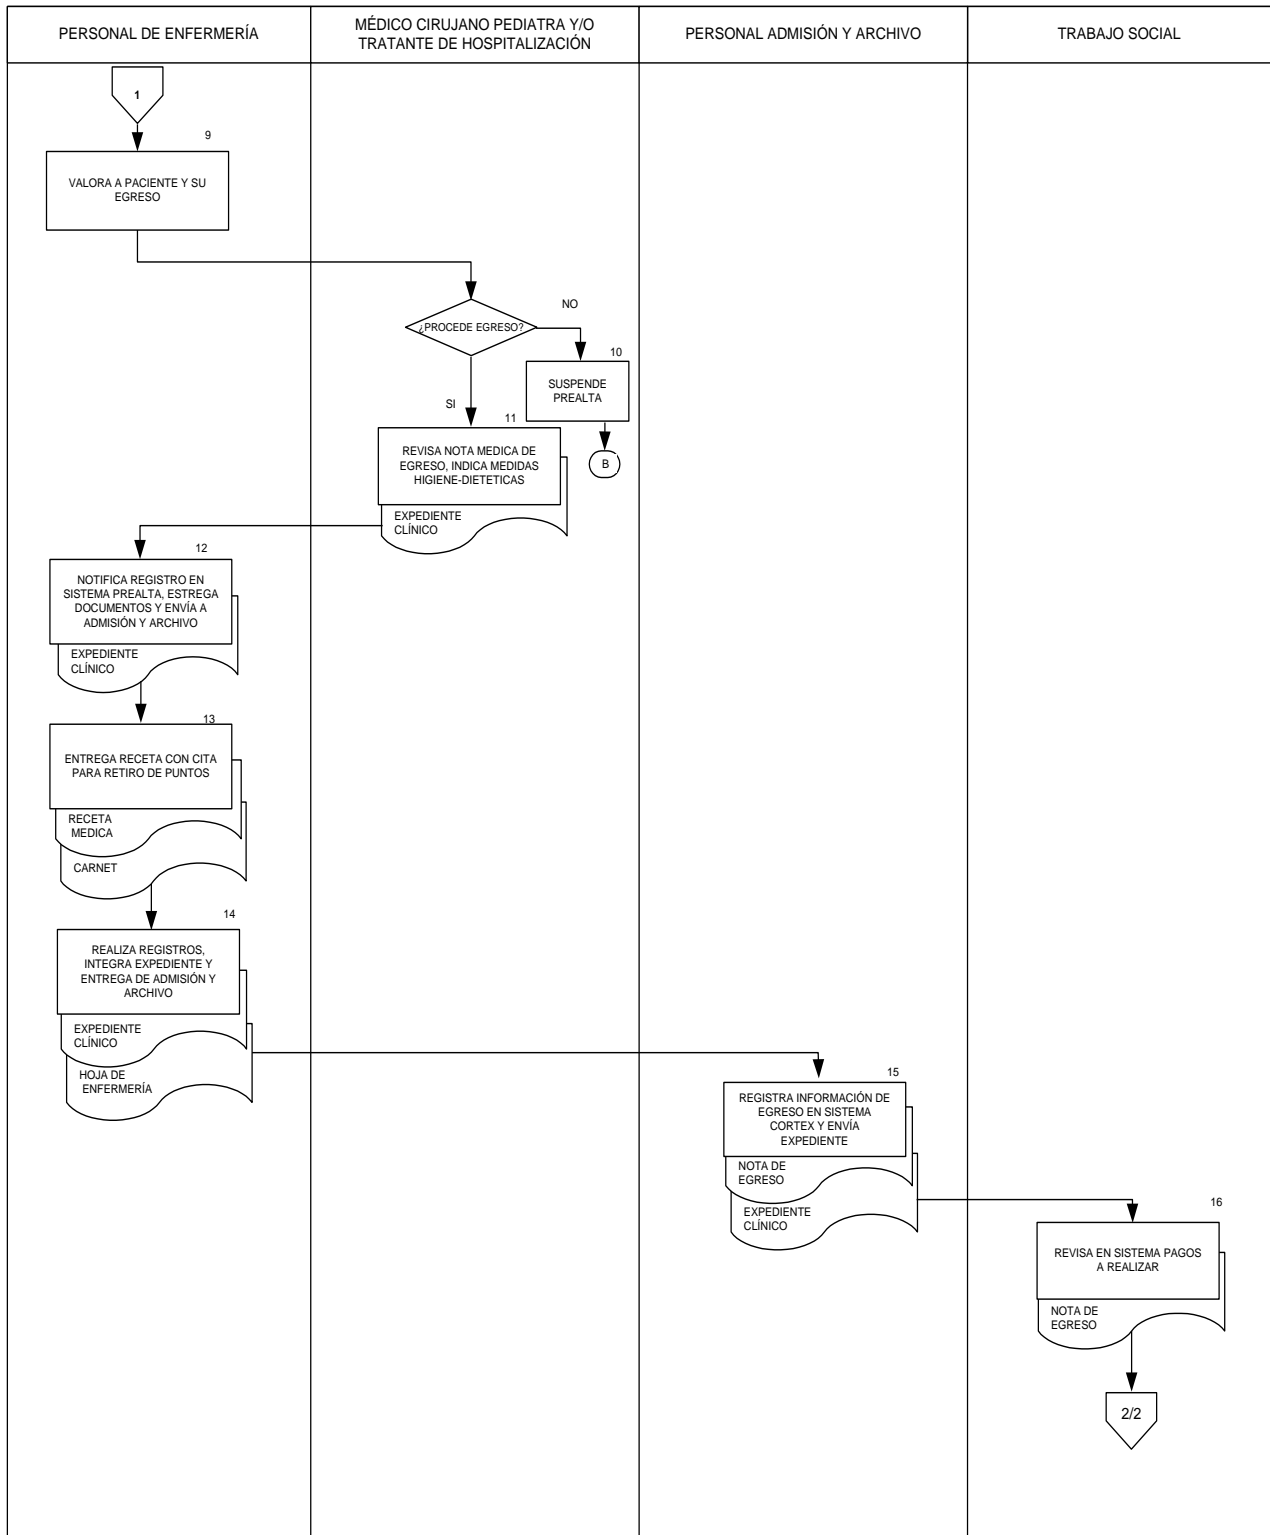 PERSONAL DE ENFERMERÍA
MÉDICO CIRUJANO PEDIATRA Y/O
TRATANTE DE HOSPITALIZACIÓN
PERSONAL ADMISIÓN Y ARCHIVO
TRABAJO SOCIAL
1
9
VALORA A PACIENTE Y SU
EGRESO
¿PROCEDE EGRESO?
NO
10
SUSPENDE
PREALTA
B
SI
11
REVISA NOTA MEDICA DE
EGRESO, INDICA MEDIDAS
HIGIENE-DIETETICAS
EXPEDIENTE
CLÍNICO
12
NOTIFICA REGISTRO EN
SISTEMA PREALTA, ESTREGA
DOCUMENTOS Y ENVÍA A
ADMISIÓN Y ARCHIVO
EXPEDIENTE
CLÍNICO
13
ENTREGA RECETA CON CITA
PARA RETIRO DE PUNTOS
RECETA
MEDICA
CARNET
14
REALIZA REGISTROS,
INTEGRA EXPEDIENTE Y
ENTREGA DE ADMISIÓN Y
ARCHIVO
EXPEDIENTE
CLÍNICO
HOJA DE
ENFERMERÍA
15
REGISTRA INFORMACIÓN DE
EGRESO EN SISTEMA
CORTEX Y ENVÍA
EXPEDIENTE
NOTA DE
EGRESO
EXPEDIENTE
CLÍNICO
16
REVISA EN SISTEMA PAGOS
A REALIZAR
NOTA DE
EGRESO
2/2